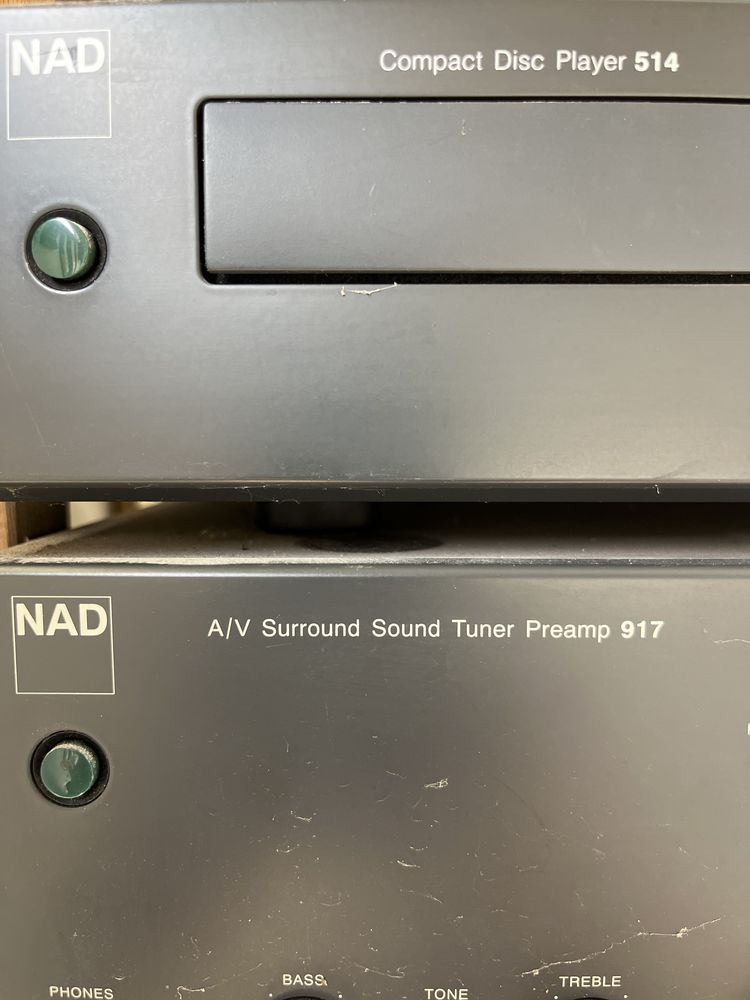 NAD
Compact Disc Player 514
NAD
A/V Surround Sound Tuner Preamp 917
PHONES
BASS
TONE
TREBLE